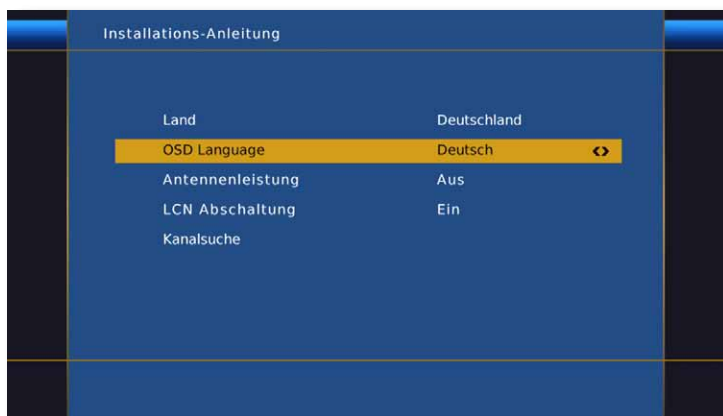 Installations-Anleitung
Land Deutschland
OSD Language Deutsch
Antennenleistung Aus
LCN Abschaltung Ein
Kanalsuche